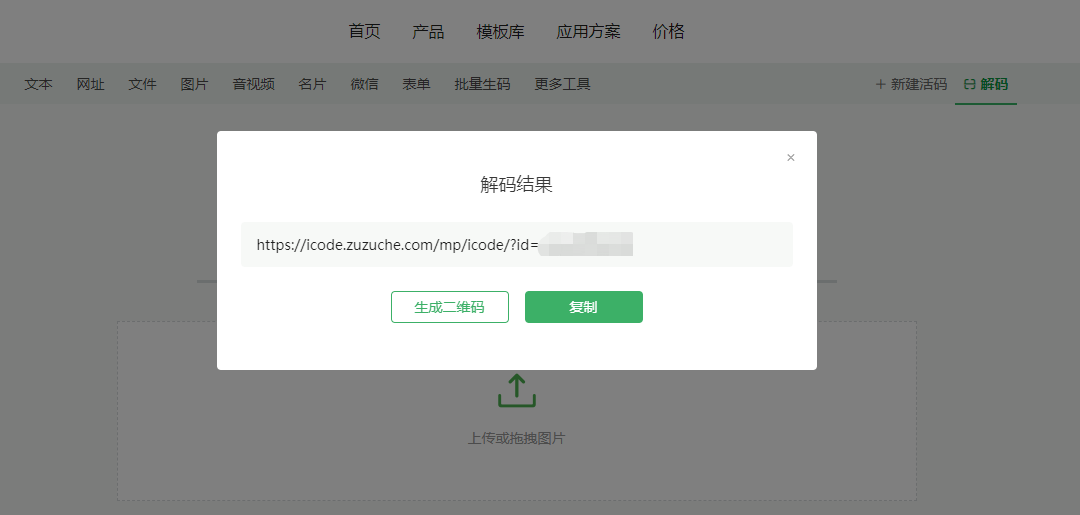 首页 产品 模板库 应用方案 价格
文本 网址 文件 图片 音视频 名片 微信 表单 批量生码 更多工具 + 新建活码 解码
×
解码结果
https://icode.zuzuche.com/mp/icode/?id=
生成二维码 复制
上传或拖拽图片